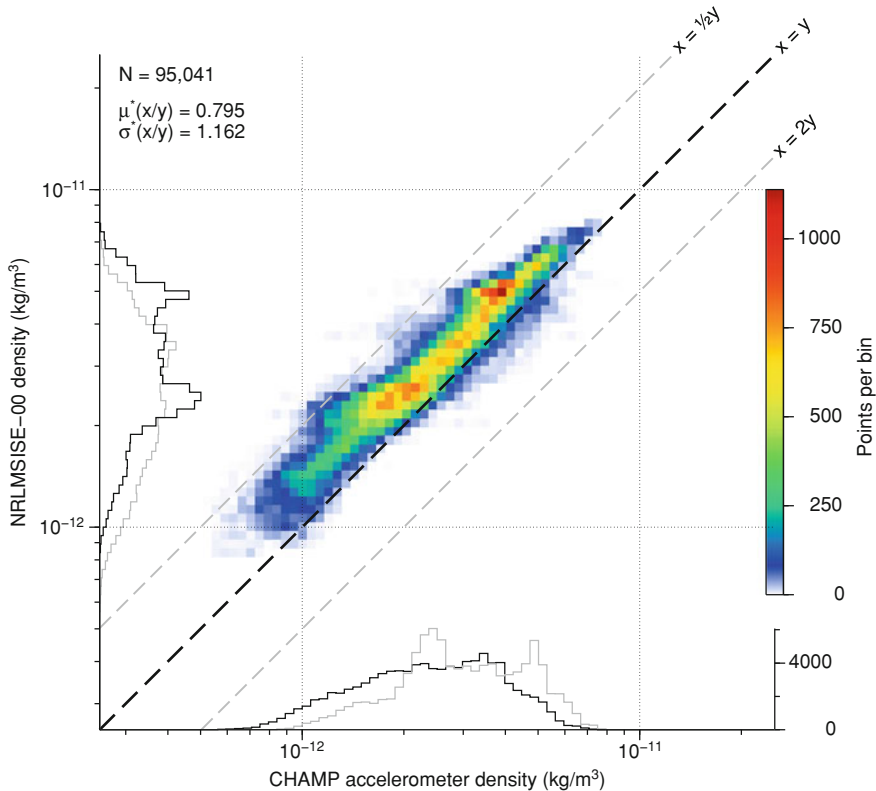 x = ½y
x = y
x = 2y
N = 95,041
μ*(x/y) = 0.795
σ*(x/y) = 1.162
10⁻¹¹
10⁻¹²
NRLMSISE−00 density (kg/m³)
1000
750
500
250
0
Points per bin
4000
0
10⁻¹²
10⁻¹¹
CHAMP accelerometer density (kg/m³)